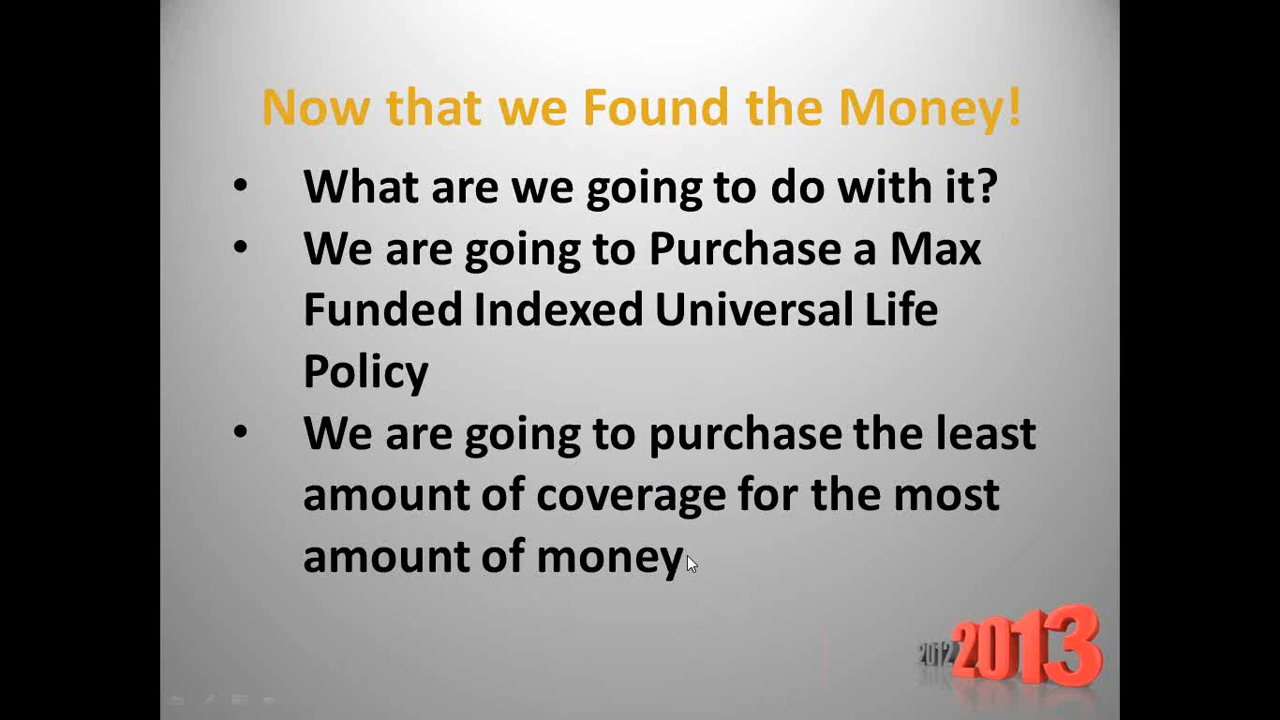 Now that we Found the Money!
• What are we going to do with it?
• We are going to Purchase a Max
Funded Indexed Universal Life
Policy
• We are going to purchase the least
amount of coverage for the most
amount of money
2012 2013